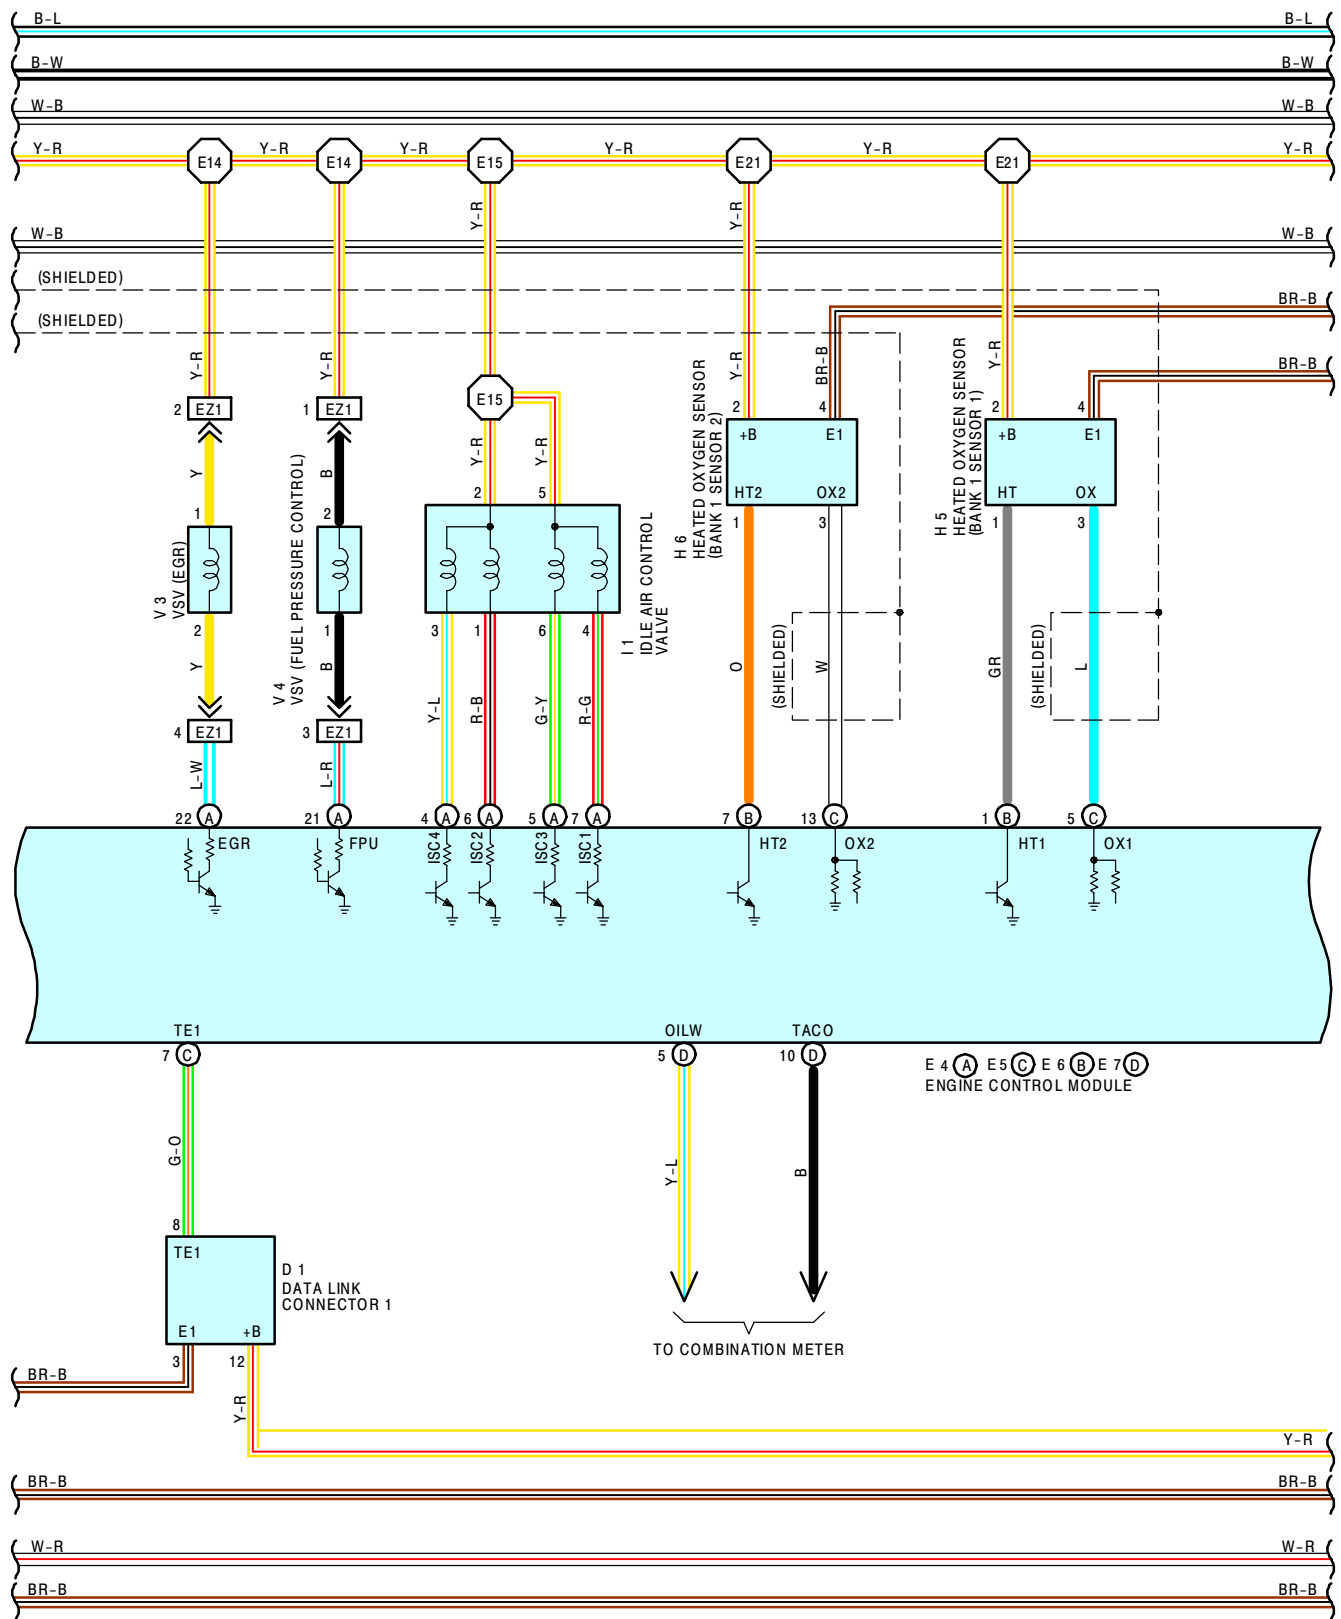 B-L B-L
B-W B-W
W-B W-B
Y-R E14 Y-R E14 Y-R E15 Y-R E21 Y-R E21 Y-R
Y-R Y-R
W-B W-B
(SHIELDED)
BR-B
(SHIELDED)
Y-R Y-R Y-R BR-B Y-R
BR-B
2 EZ1 1 EZ1 E15 2 4 2 4
+B E1 +B E1
Y B Y-R Y-R
HT2 OX2 HT OX
H 6
HEATED OXYGEN SENSOR
(BANK 1 SENSOR 2)
H 5
HEATED OXYGEN SENSOR
(BANK 1 SENSOR 1)
1 2 2 5 1 3 1 3
V 3
VSV (EGR)
V 4
VSV (FUEL PRESSURE CONTROL)
I 1
IDLE AIR CONTROL
VALVE
2 1 3 1 6 4
Y B Y-L R-B G-Y R-G O (SHIELDED) W GR (SHIELDED) L
4 EZ1 3 EZ1
L-W L-R
22 A 21 A 4 A 6 A 5 A 7 A 7 B 13 C 1 B 5 C
EGR FPU ISC4 ISC2 ISC3 ISC1 HT2 OX2 HT1 OX1
TE1 OILW TACO
7 C 5 D 10 D
E 4 A E 5 C E 6 B E 7 D
ENGINE CONTROL MODULE
G-O Y-L B
8
TE1
D 1
DATA LINK
CONNECTOR 1
E1 +B
TO COMBINATION METER
3 12
BR-B
Y-R
Y-R
BR-B BR-B
W-R W-R
BR-B BR-B